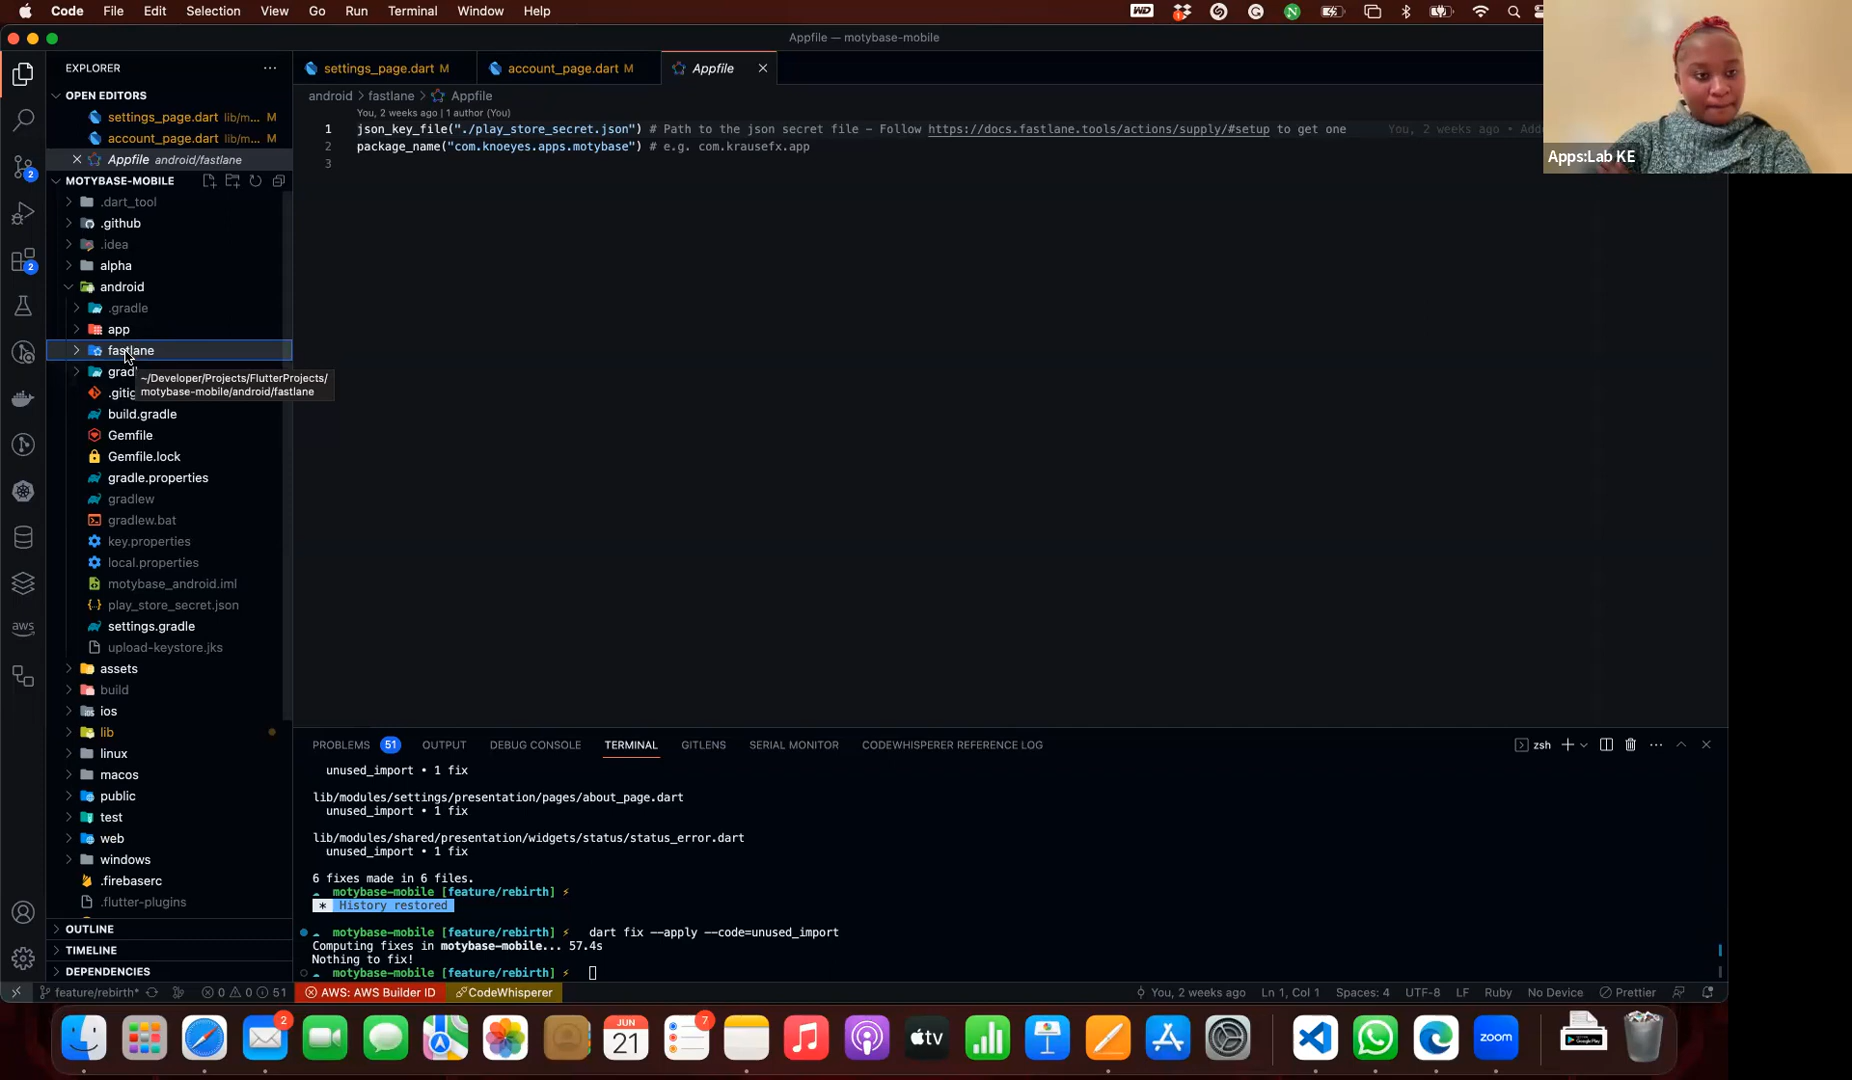 Code File Edit Selection View Go Run Terminal Window Help
Appfile — motybase-mobile
EXPLORER
OPEN EDITORS
settings_page.dart lib/m... M
account_page.dart lib/m... M
Appfile android/fastlane
MOTYBASE-MOBILE
.dart_tool
.github
.idea
alpha
android
.gradle
app
fastlane
grad
~/Developer/Projects/FlutterProjects/
motybase-mobile/android/fastlane
.gitig
build.gradle
Gemfile
Gemfile.lock
gradle.properties
gradlew
gradlew.bat
key.properties
local.properties
motybase_android.iml
play_store_secret.json
settings.gradle
upload-keystore.jks
assets
build
ios
lib
linux
macos
public
test
web
windows
.firebaserc
.flutter-plugins
OUTLINE
TIMELINE
DEPENDENCIES
settings_page.dart M account_page.dart M Appfile
android > fastlane > Appfile
You, 2 weeks ago | 1 author (You)
1 json_key_file("./play_store_secret.json") # Path to the json secret file - Follow https://docs.fastlane.tools/actions/supply/#setup to get one You, 2 weeks ago • Add
2 package_name("com.knoeyes.apps.motybase") # e.g. com.krausefx.app
3
Apps:Lab KE
PROBLEMS 51 OUTPUT DEBUG CONSOLE TERMINAL GITLENS SERIAL MONITOR CODEWHISPERER REFERENCE LOG zsh
unused_import • 1 fix
lib/modules/settings/presentation/pages/about_page.dart
unused_import • 1 fix
lib/modules/shared/presentation/widgets/status/status_error.dart
unused_import • 1 fix
6 fixes made in 6 files.
motybase-mobile [feature/rebirth] ⚡
* History restored
motybase-mobile [feature/rebirth] ⚡ dart fix --apply --code=unused_import
Computing fixes in motybase-mobile... 57.4s
Nothing to fix!
motybase-mobile [feature/rebirth] ⚡
feature/rebirth* 0 0 51 AWS: AWS Builder ID CodeWhisperer You, 2 weeks ago Ln 1, Col 1 Spaces: 4 UTF-8 LF Ruby No Device Prettier
2
2
aws
2
JUN
21
7
tv
zoom